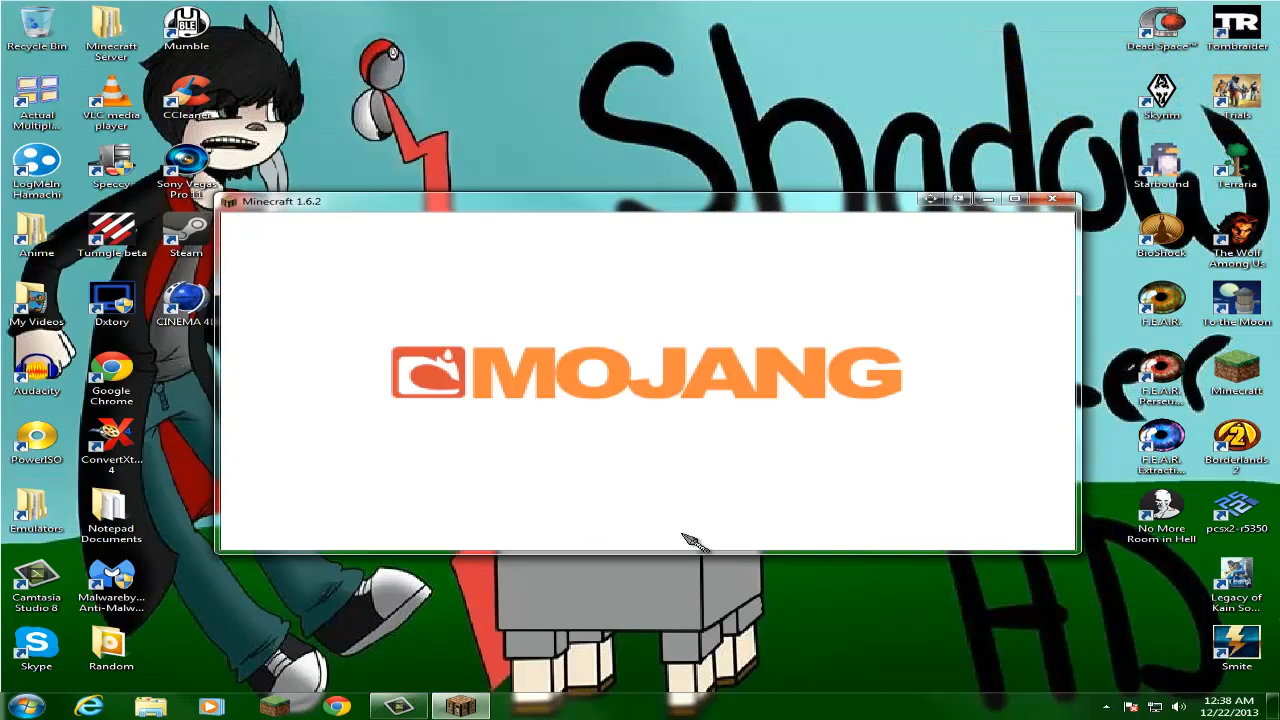 Recycle Bin
Minecraft
Server
Mumble
Actual
Multipl...
VLC media
player
CCleaner
LogMeIn
Hamachi
Speccy
Sony Vegas
Pro 11
Anime
Tunngle beta
Steam
My Videos
Dxtory
CINEMA 4D
Audacity
Google
Chrome
PowerISO
ConvertXt...
4
Emulators
Notepad
Documents
Camtasia
Studio 8
Malwareby...
Anti-Malw...
Skype
Random
Shadow
HD
Minecraft 1.6.2
MOJANG
Dead Space™
TR
Tombraider
Skyrim
Trials
Starbound
Terraria
BioShock
The Wolf
Among Us
F.E.A.R.
To the Moon
F.E.A.R.
Perseu...
Minecraft
F.E.A.R.
Extracti...
Borderlands
2
No More
Room in Hell
pcsx2-r5350
Legacy of
Kain So...
Smite
12:38 AM
12/22/2013